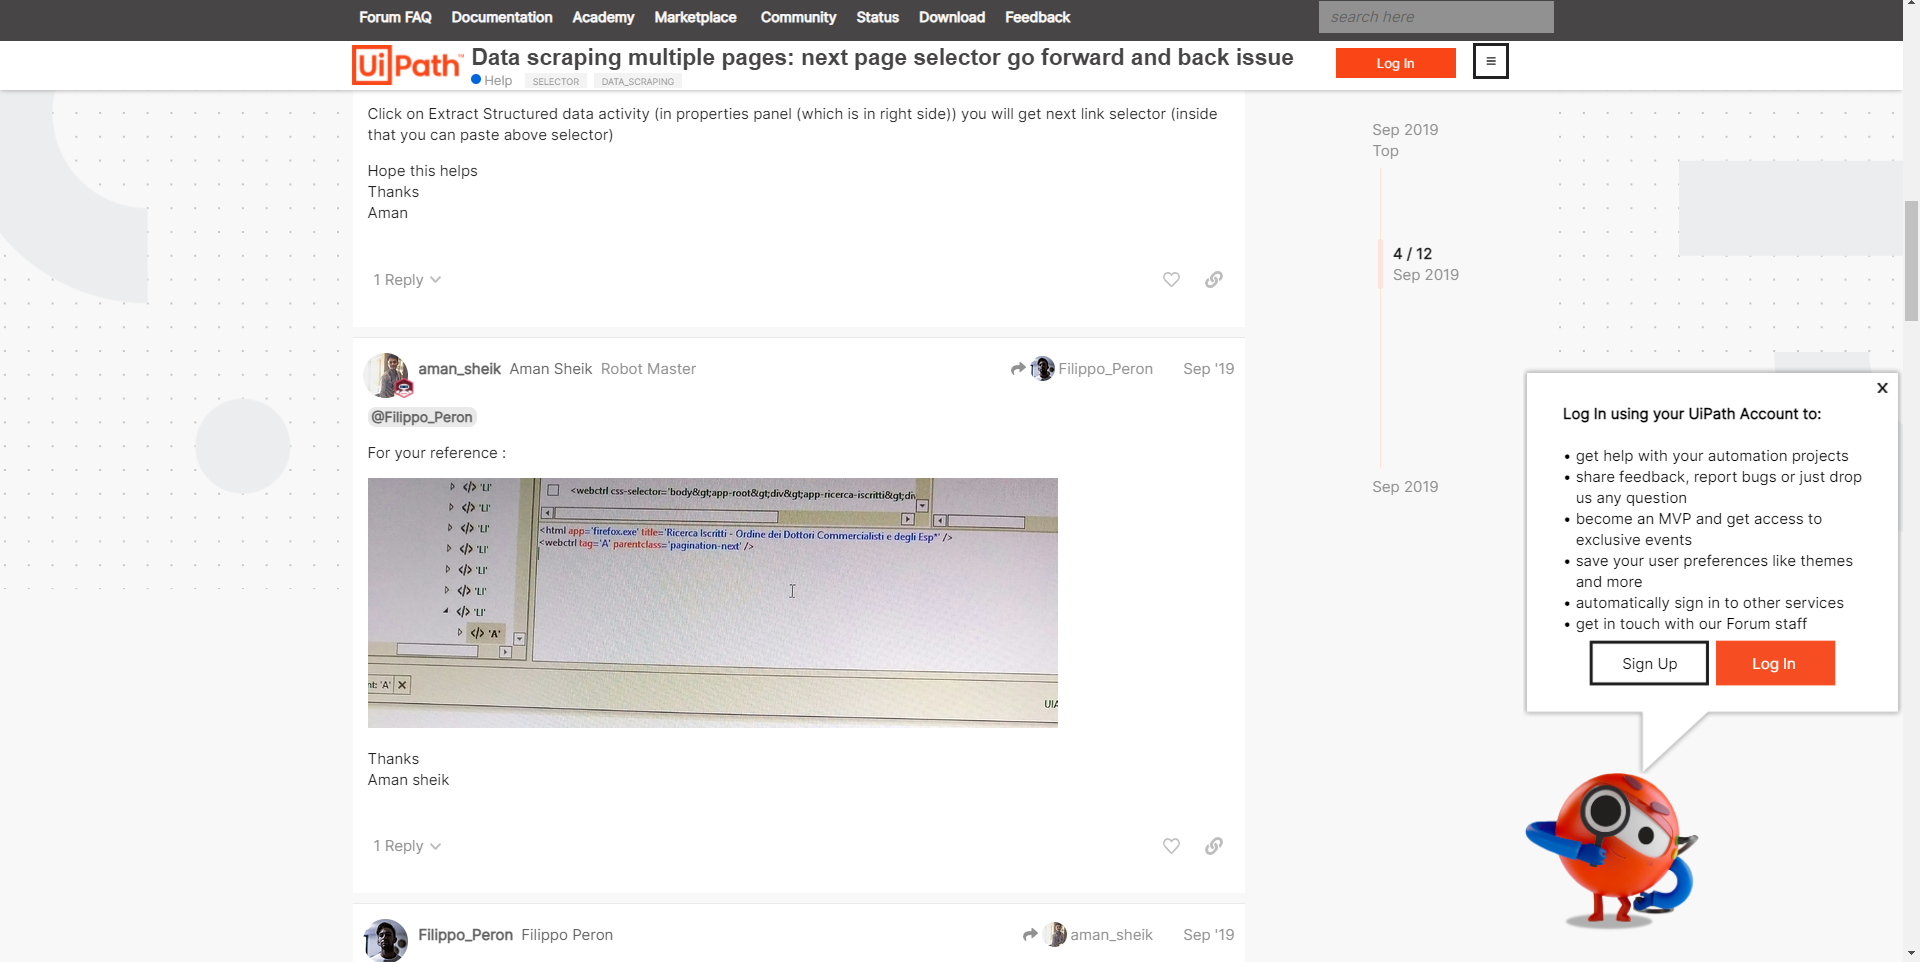 Forum FAQ Documentation Academy Marketplace Community Status Download Feedback
search here
UiPath
Data scraping multiple pages: next page selector go forward and back issue
Help SELECTOR DATA_SCRAPING
Log In
≡
Click on Extract Structured data activity (in properties panel (which is in right side)) you will get next link selector (inside
that you can paste above selector)
Hope this helps
Thanks
Aman
1 Reply
Sep 2019
Top
4 / 12
Sep 2019
Sep 2019
aman_sheik Aman Sheik Robot Master
Filippo_Peron Sep '19
@Filippo_Peron
For your reference :
</> 'LI'
</> 'LI'
</> 'LI'
</> 'LI'
</> 'LI'
</> 'LI'
</> 'LI'
</> 'A'
<webctrl css-selector='body&gt;app-root&gt;div&gt;app-ricerca-iscritti&gt;div
<html app='firefox.exe' title='Ricerca Iscritti - Ordine dei Dottori Commercialisti e degli Esp*' />
<webctrl tag='A' parentclass='pagination-next' />
nt: 'A' X
UIA
Thanks
Aman sheik
1 Reply
Filippo_Peron Filippo Peron
aman_sheik Sep '19
x
Log In using your UiPath Account to:
• get help with your automation projects
• share feedback, report bugs or just drop
us any question
• become an MVP and get access to
exclusive events
• save your user preferences like themes
and more
• automatically sign in to other services
• get in touch with our Forum staff
Sign Up
Log In